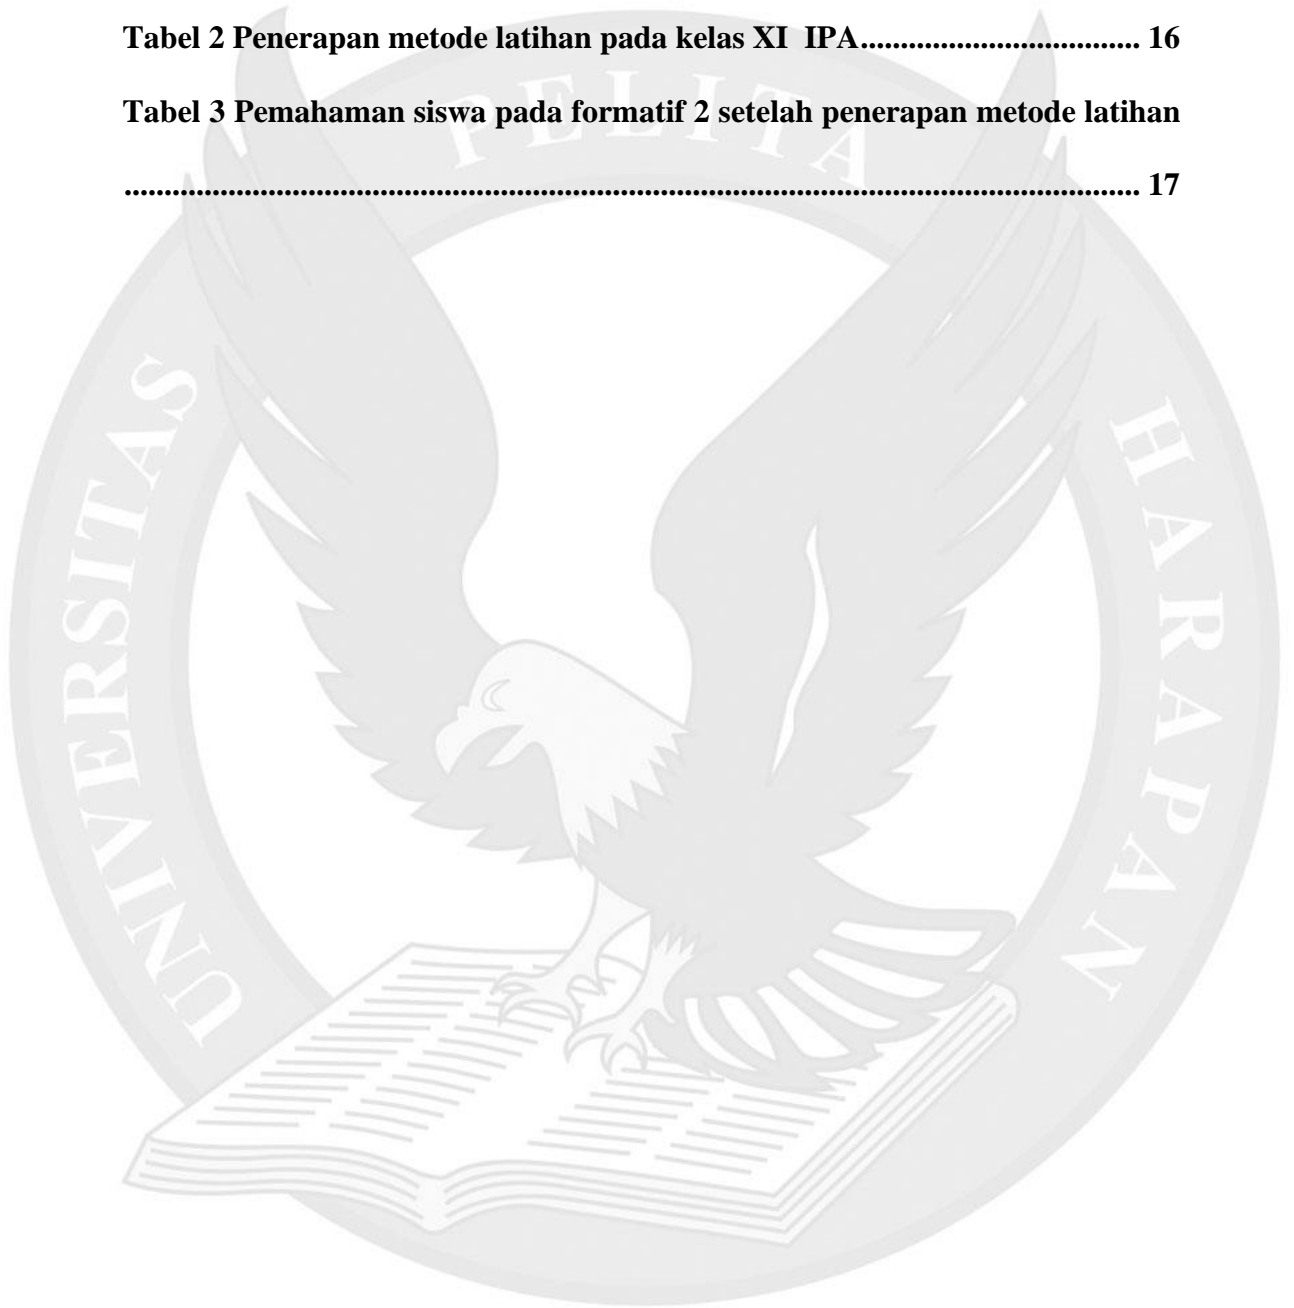 Tabel 2 Penerapan metode latihan pada kelas XI  IPA................................... 16
Tabel 3 Pemahaman siswa pada formatif 2 setelah penerapan metode latihan
................................................................................................................................ 17
UNIVERSITAS PELITA HARAPAN